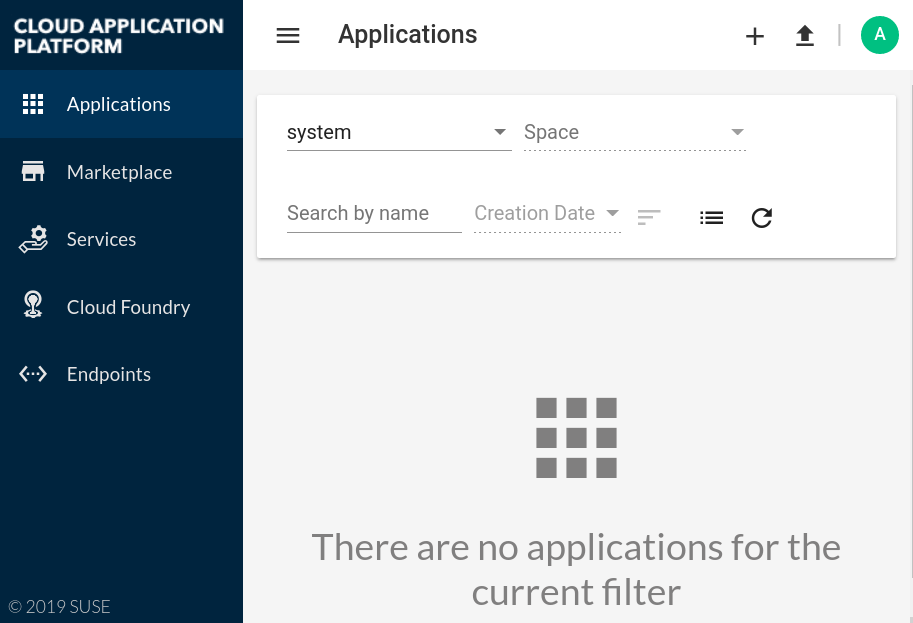 CLOUD APPLICATION
PLATFORM
Applications
Marketplace
Services
Cloud Foundry
Endpoints
© 2019 SUSE
Applications
A
system
Space
Search by name
Creation Date
There are no applications for the
current filter